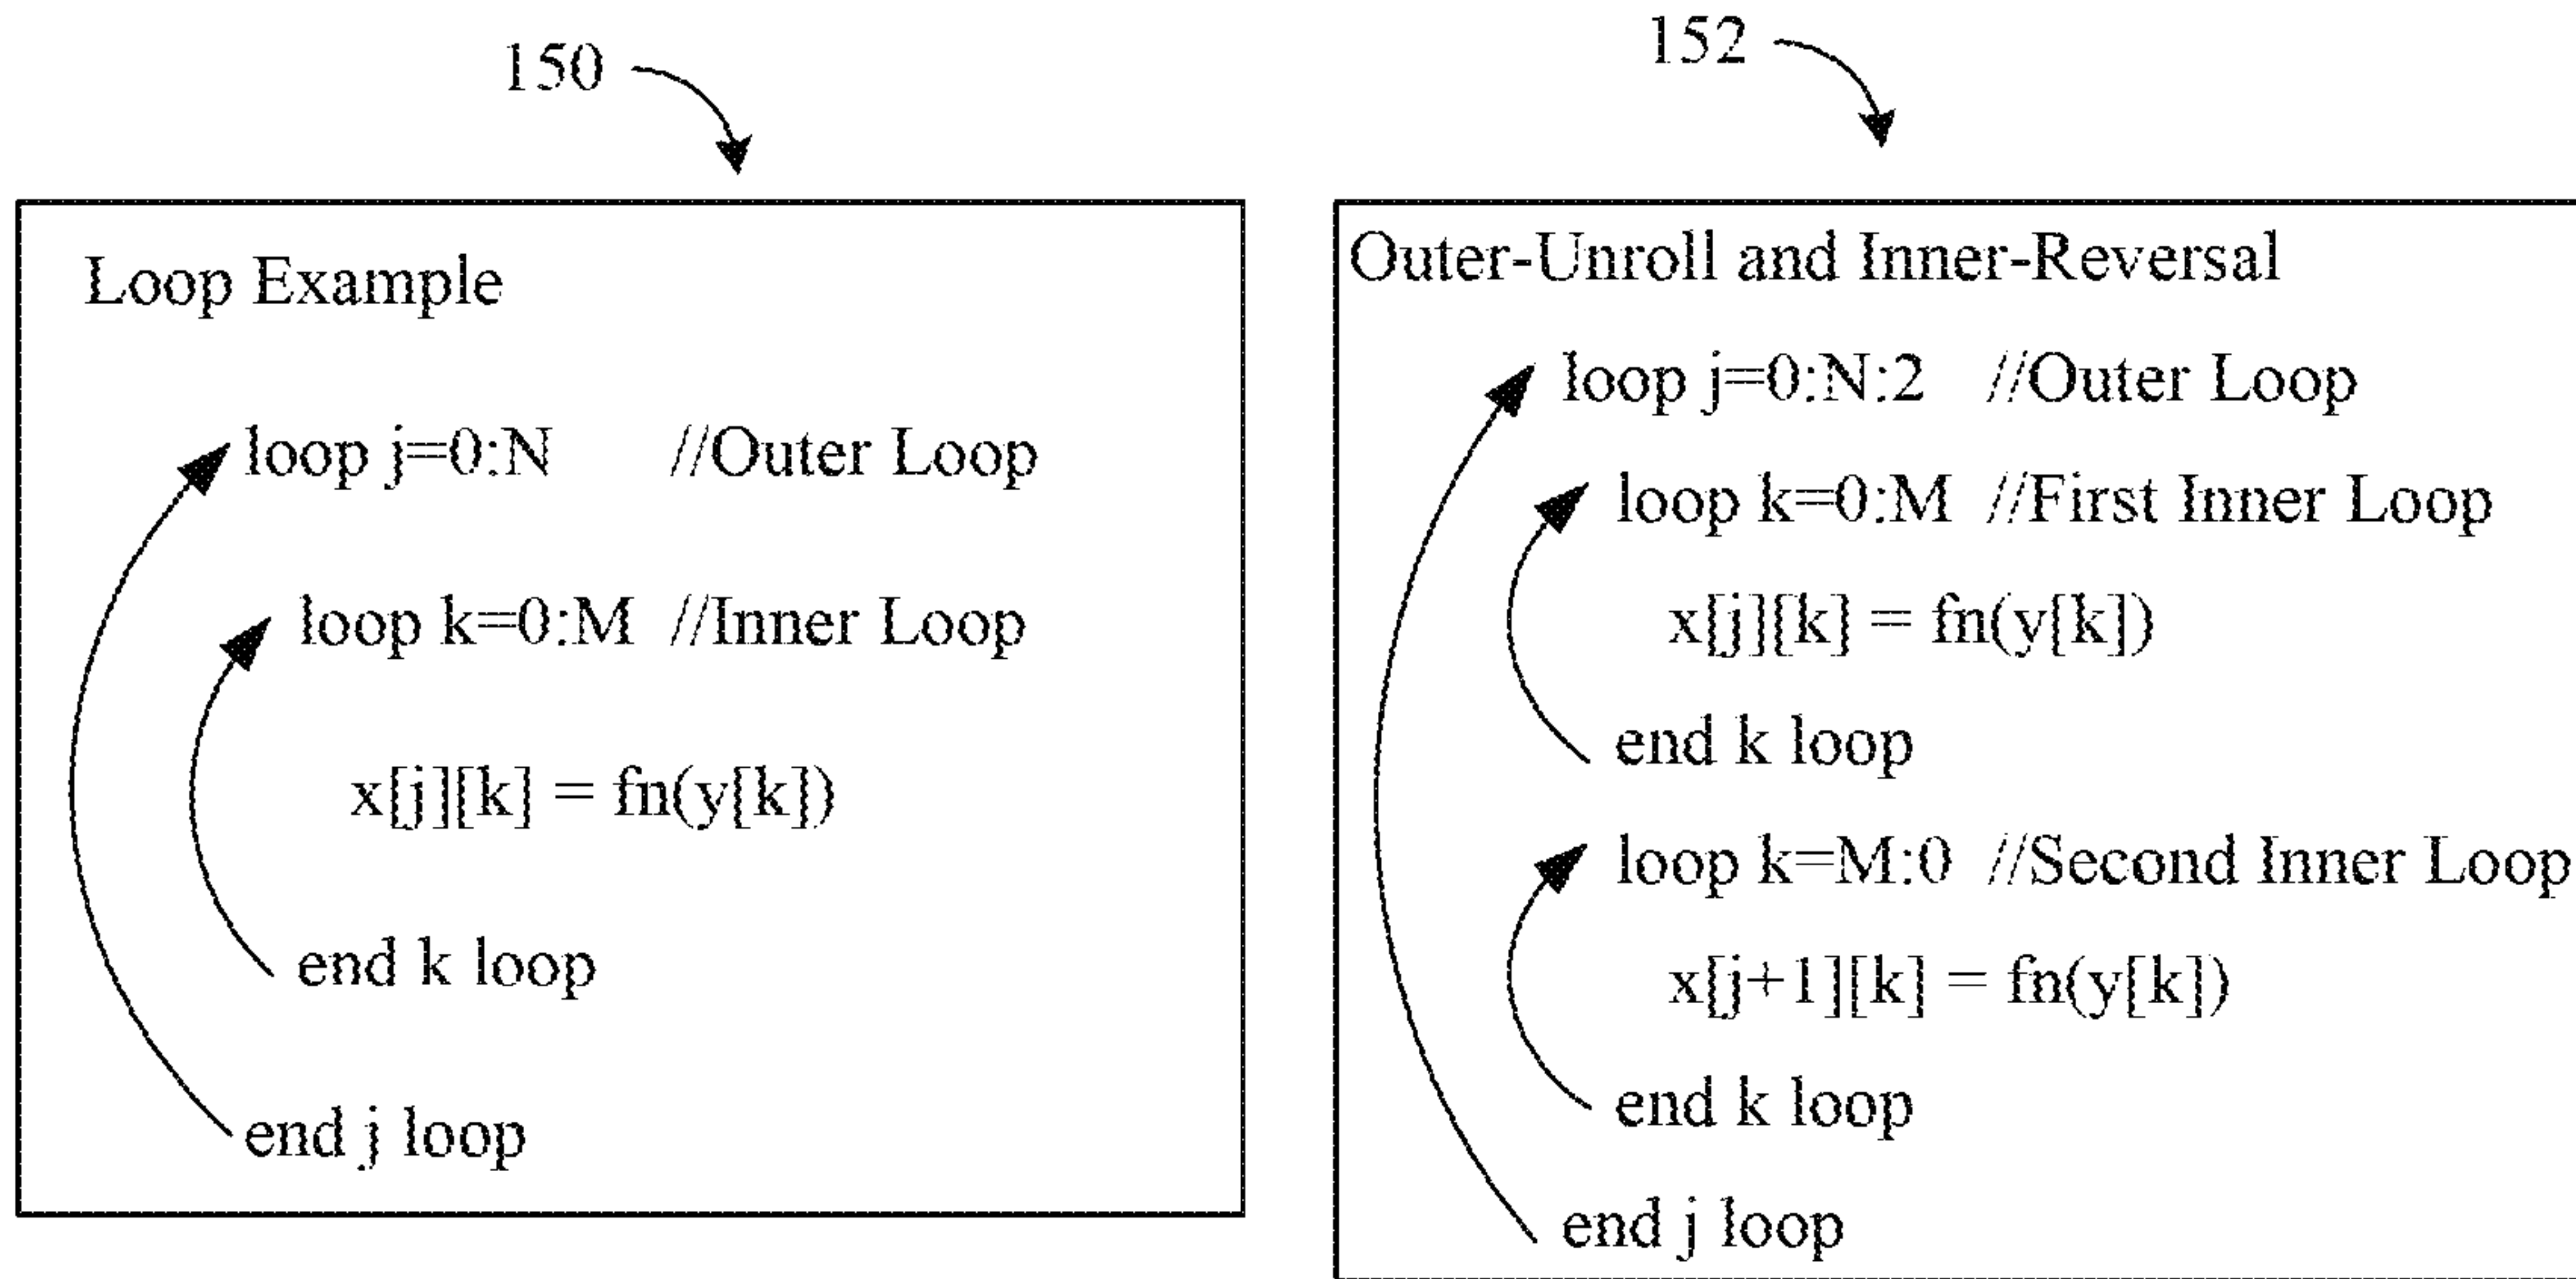 150
Loop Example
loop j=0:N //Outer Loop
loop k=0:M //Inner Loop
x[j][k] = fn(y[k])
end k loop
end j loop
152
Outer-Unroll and Inner-Reversal
loop j=0:N:2 //Outer Loop
loop k=0:M //First Inner Loop
x[j][k] = fn(y[k])
end k loop
loop k=M:0 //Second Inner Loop
x[j+1][k] = fn(y[k])
end k loop
end j loop